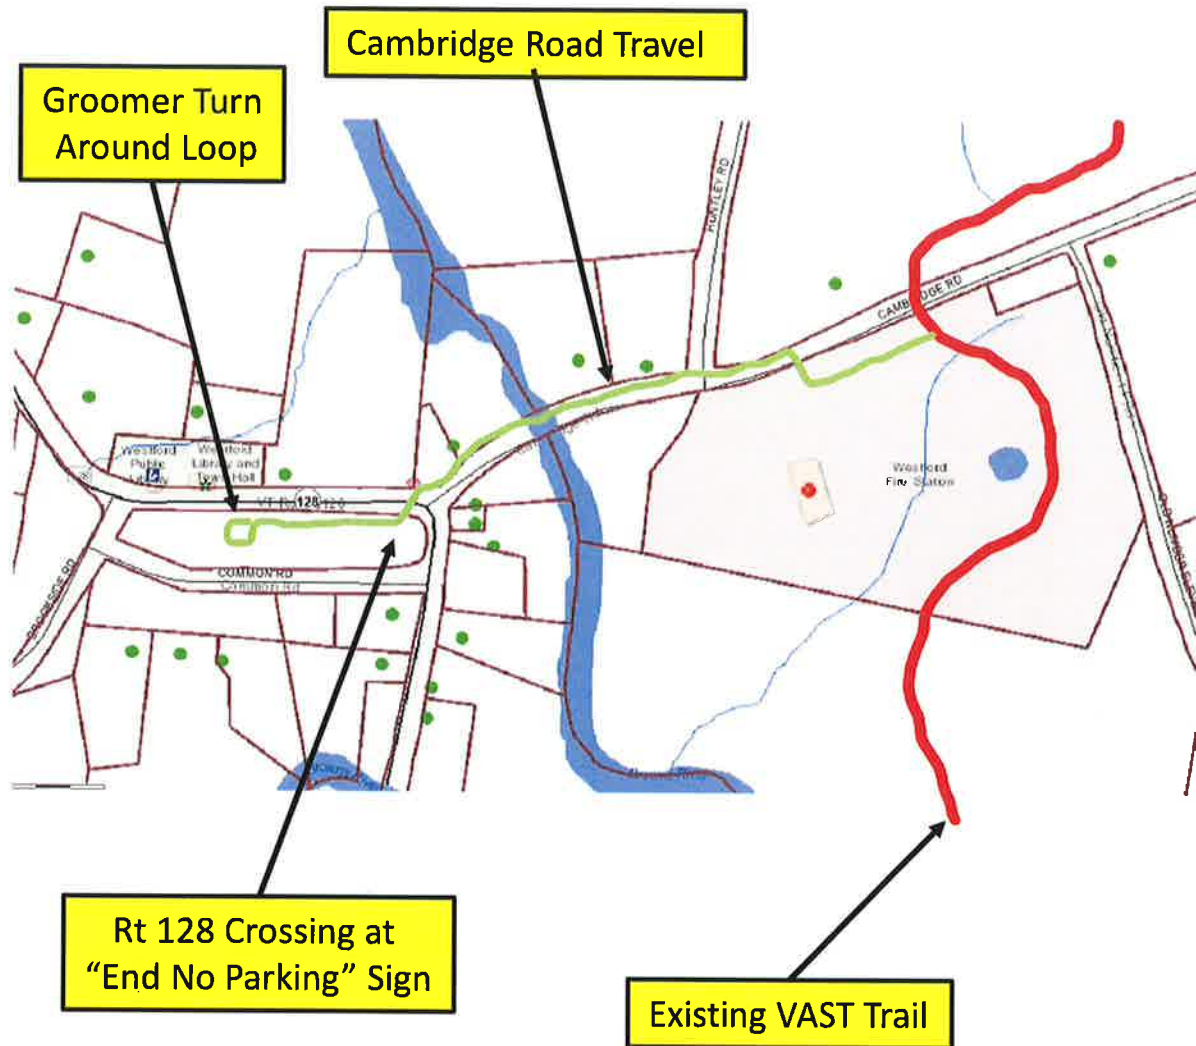 Cambridge Road Travel
Groomer Turn
Around Loop
HUNTLEY RD
CAMBRIDGE RD
Westford
Public
Library
Westford
Library and
Town Hall
128
Westford
Fire Station
COMMON RD
Common Rd
BROOKSIDE RD
Rt 128 Crossing at
“End No Parking” Sign
Existing VAST Trail